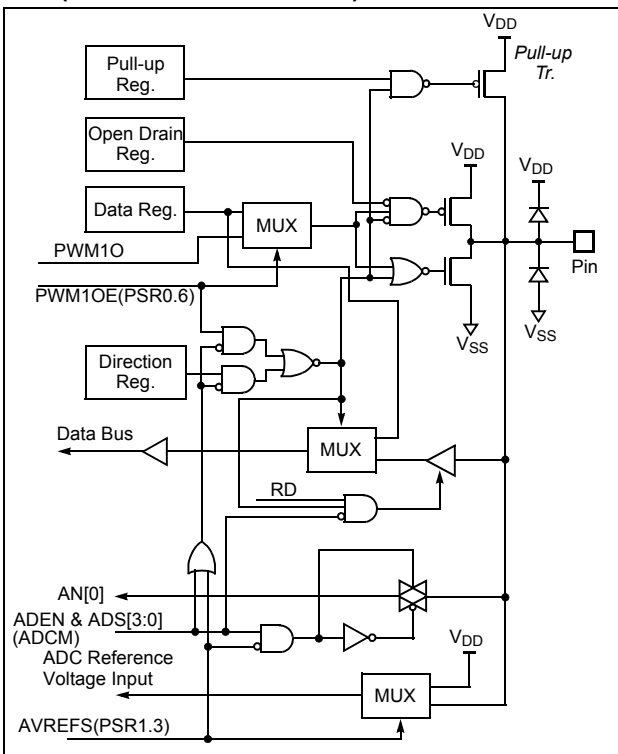 VDD
Pull-up
Reg.
Pull-up
Tr.
Open Drain
Reg.
VDD
VDD
Data Reg.
MUX
PWM1O
Pin
PWM1OE(PSR0.6)
VSS
VSS
Direction
Reg.
Data Bus
MUX
RD
AN[0]
ADEN & ADS[3:0]
(ADCM)
VDD
ADC Reference
Voltage Input
MUX
AVREFS(PSR1.3)